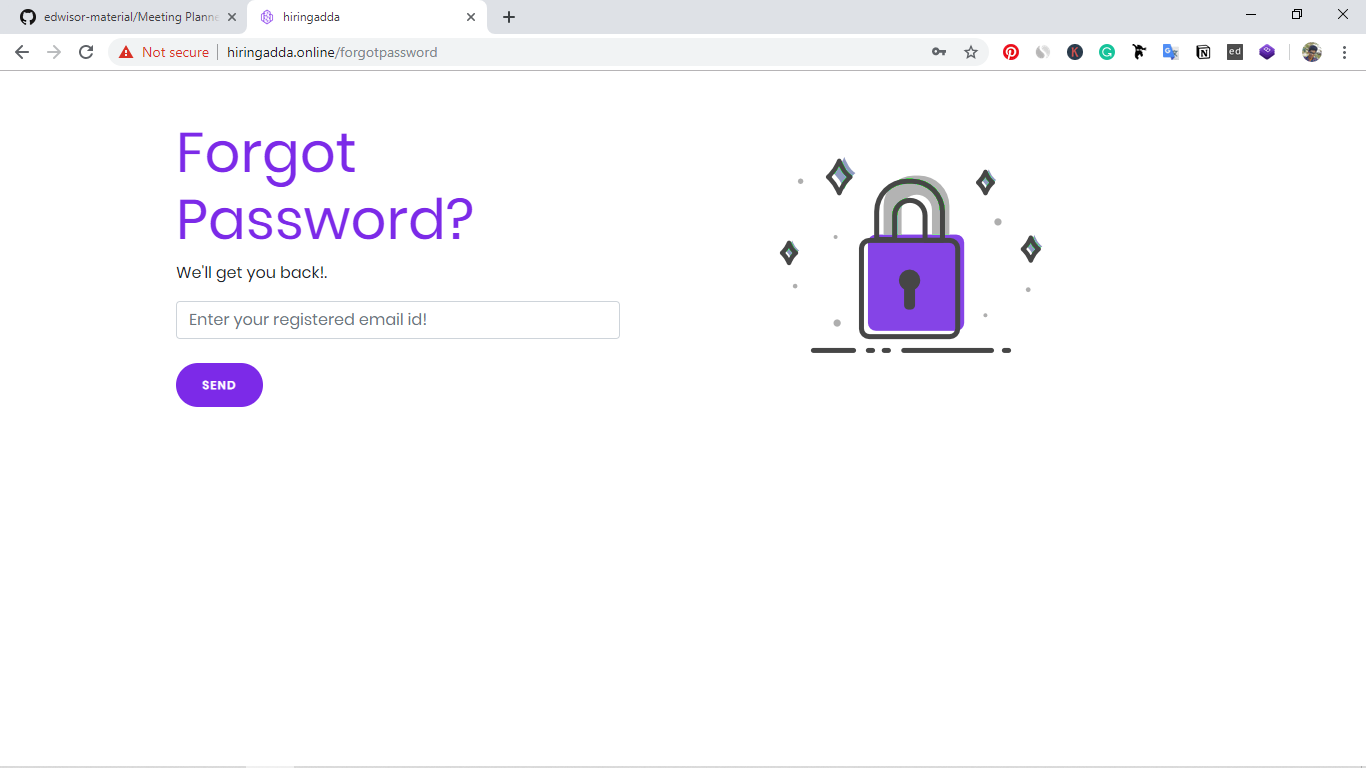 edwisor-material/Meeting Planne
hiringadda
Not secure
hiringadda.online/forgotpassword
K
ed
Forgot
Password?
We'll get you back!.
Enter your registered email id!
SEND